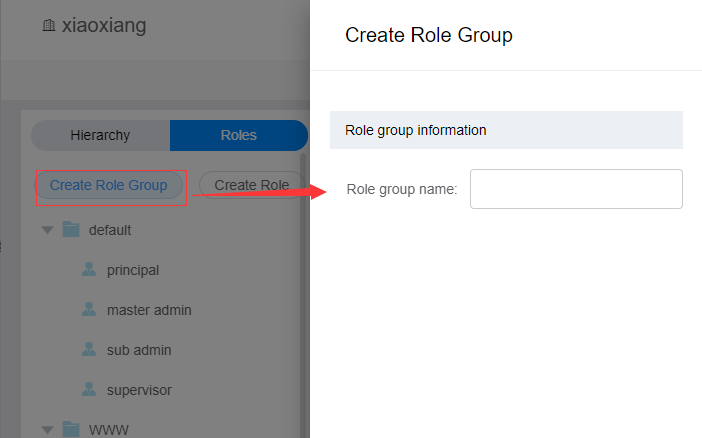 xiaoxiang
Create Role Group
Hierarchy
Roles
Role group information
Create Role Group
Create Role
Role group name:
default
principal
master admin
sub admin
supervisor
WWW